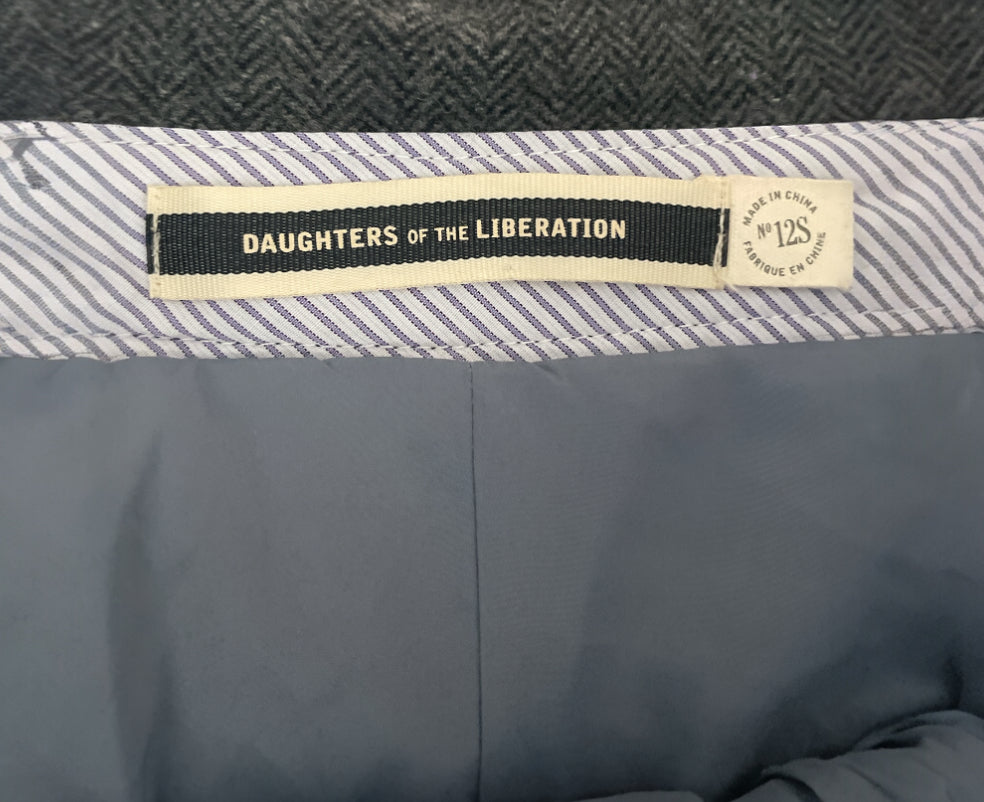 DAUGHTERS OF THE LIBERATION
MADE IN CHINA
Nº 12S
FABRIQUE EN CHINE